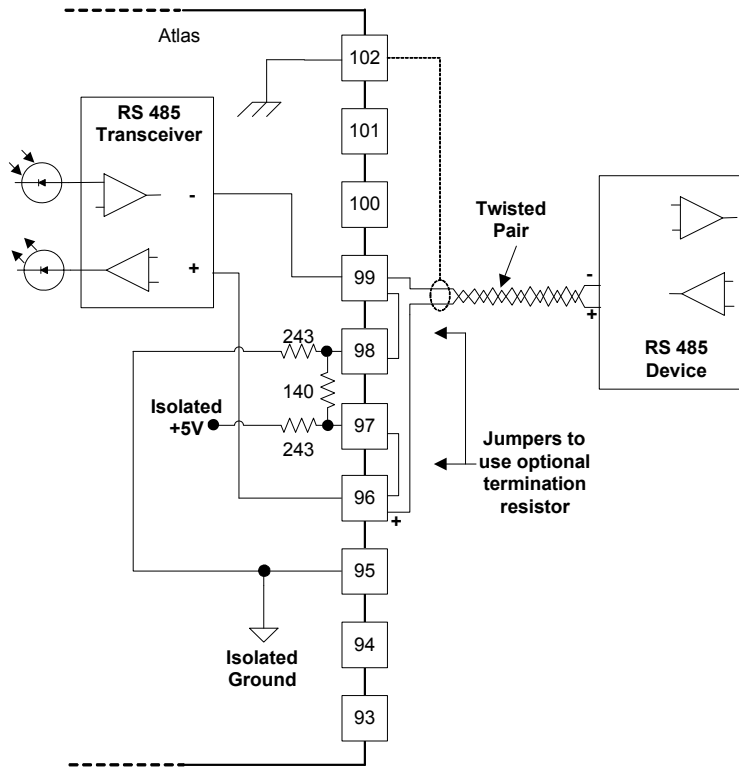 Atlas
102
RS 485
Transceiver
101
100
Twisted
Pair
-
99
-
+
+
243
98
RS 485
Device
140
Isolated
+5V
97
243
Jumpers to
use optional
termination
resistor
96
+
95
94
Isolated
Ground
93